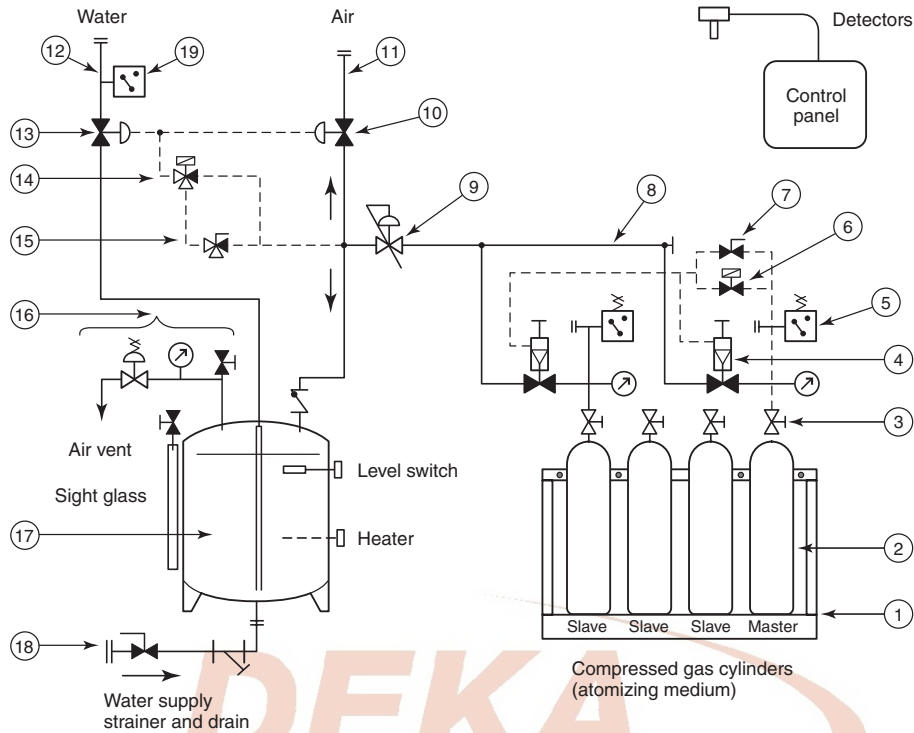 Water
Air
Detectors
Control
panel
12
19
11
13
10
14
9
8
7
15
6
16
5
4
Air vent
3
Sight glass
Level switch
17
Heater
2
1
Slave
Slave
Slave
Master
18
Water supply
strainer and drain
Compressed gas cylinders
(atomizing medium)
DEKA